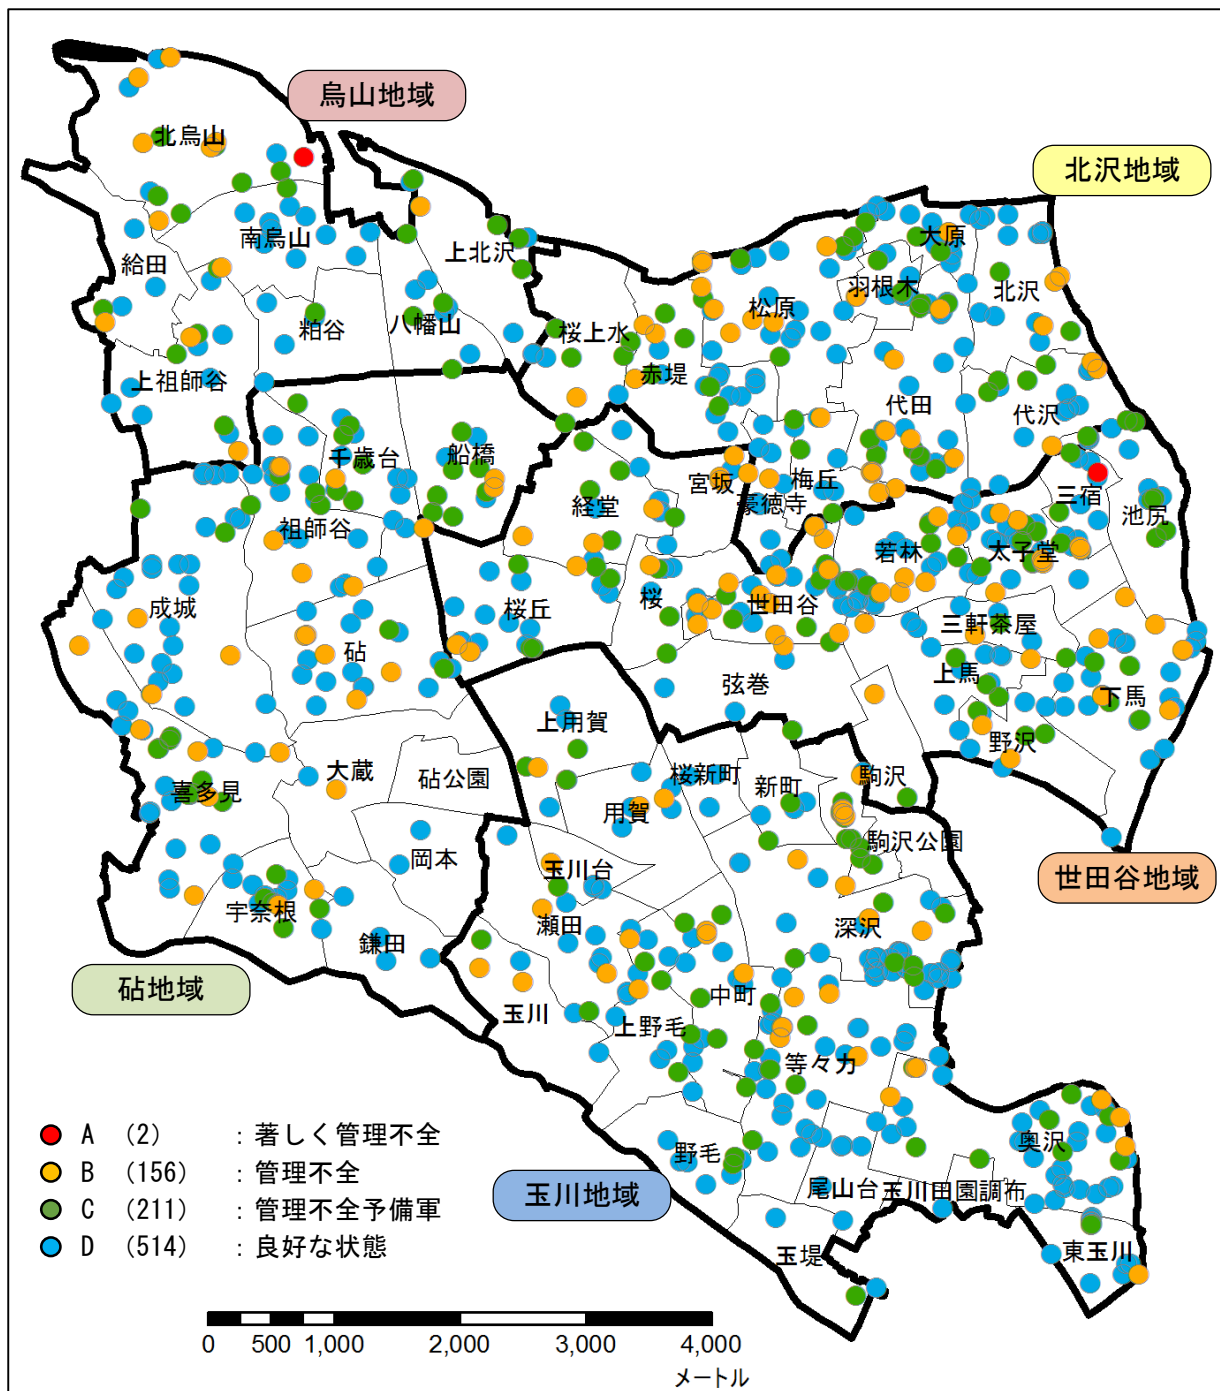 烏山地域
北沢地域
北烏山
南烏山
大原
上北沢
給田
羽根木
北沢
粕谷
八幡山
桜上水
松原
上祖師谷
赤堤
代田
代沢
千歳台
船橋
宮坂
梅丘
三宿
経堂
豪徳寺
池尻
祖師谷
若林
太子堂
成城
桜丘
桜
世田谷
三軒茶屋
砧
上馬
弦巻
下馬
上用賀
野沢
大蔵
砧公園
桜新町
新町
駒沢
喜多見
用賀
駒沢公園
岡本
玉川台
世田谷地域
宇奈根
瀬田
深沢
鎌田
砧地域
玉川
中町
上野毛
等々力
A (2) : 著しく管理不全
B (156) : 管理不全
C (211) : 管理不全予備軍
D (514) : 良好な状態
野毛
奥沢
玉川地域
尾山台
玉川田園調布
玉堤
東玉川
0 500 1,000 2,000 3,000 4,000
メートル